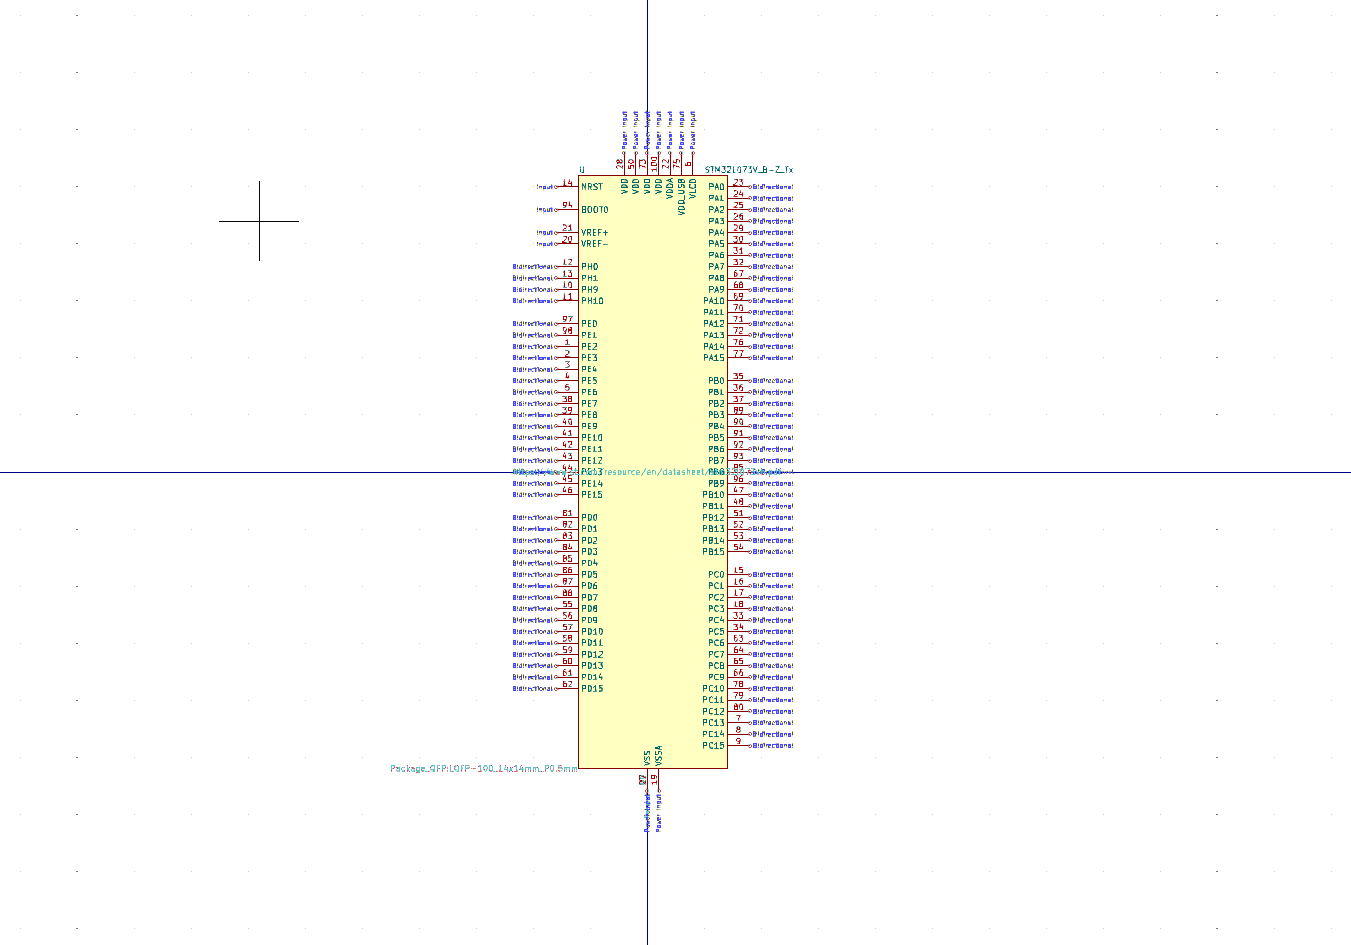 Power Input Power Input Power Input Power Input Power Input Power Input Power Input
28 50 73 100 22 75 6
U STM32L073V_B-Z_Tx
VDD VDD VDD VDD VDDA VDD_USB VLCD
Input 14 NRST PA0 23 Bidirectional
PA1 24 Bidirectional
Input 94 BOOT0 PA2 25 Bidirectional
PA3 26 Bidirectional
Input 21 VREF+ PA4 29 Bidirectional
Input 20 VREF- PA5 30 Bidirectional
PA6 31 Bidirectional
Bidirectional 12 PH0 PA7 32 Bidirectional
Bidirectional 13 PH1 PA8 67 Bidirectional
Bidirectional 10 PH9 PA9 68 Bidirectional
Bidirectional 11 PH10 PA10 69 Bidirectional
PA11 70 Bidirectional
Bidirectional 97 PE0 PA12 71 Bidirectional
Bidirectional 98 PE1 PA13 72 Bidirectional
Bidirectional 1 PE2 PA14 76 Bidirectional
Bidirectional 2 PE3 PA15 77 Bidirectional
Bidirectional 3 PE4
Bidirectional 4 PE5 PB0 35 Bidirectional
Bidirectional 5 PE6 PB1 36 Bidirectional
Bidirectional 38 PE7 PB2 37 Bidirectional
Bidirectional 39 PE8 PB3 89 Bidirectional
Bidirectional 40 PE9 PB4 90 Bidirectional
Bidirectional 41 PE10 PB5 91 Bidirectional
Bidirectional 42 PE11 PB6 92 Bidirectional
Bidirectional 43 PE12 PB7 93 Bidirectional
44 PE13 resource/en/datasheet/ PB8 95
Bidirectional 45 PE14 PB9 96 Bidirectional
Bidirectional 46 PE15 PB10 47 Bidirectional
PB11 48 Bidirectional
Bidirectional 81 PD0 PB12 51 Bidirectional
Bidirectional 82 PD1 PB13 52 Bidirectional
Bidirectional 83 PD2 PB14 53 Bidirectional
Bidirectional 84 PD3 PB15 54 Bidirectional
Bidirectional 85 PD4
Bidirectional 86 PD5 PC0 15 Bidirectional
Bidirectional 87 PD6 PC1 16 Bidirectional
Bidirectional 88 PD7 PC2 17 Bidirectional
Bidirectional 55 PD8 PC3 18 Bidirectional
Bidirectional 56 PD9 PC4 33 Bidirectional
Bidirectional 57 PD10 PC5 34 Bidirectional
Bidirectional 58 PD11 PC6 63 Bidirectional
Bidirectional 59 PD12 PC7 64 Bidirectional
Bidirectional 60 PD13 PC8 65 Bidirectional
Bidirectional 61 PD14 PC9 66 Bidirectional
Bidirectional 62 PD15 PC10 78 Bidirectional
PC11 79 Bidirectional
PC12 80 Bidirectional
PC13 7 Bidirectional
PC14 8 Bidirectional
PC15 9 Bidirectional
VSS VSSA
Package_QFP:LQFP-100_14x14mm_P0.5mm
19
Power Input Power Input